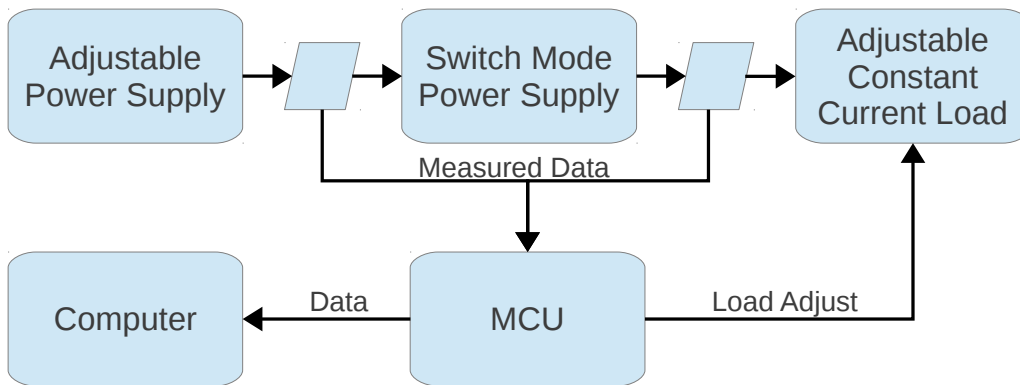 Adjustable
Power Supply
Switch Mode
Power Supply
Adjustable
Constant
Current Load
Measured Data
Computer
Data
MCU
Load Adjust